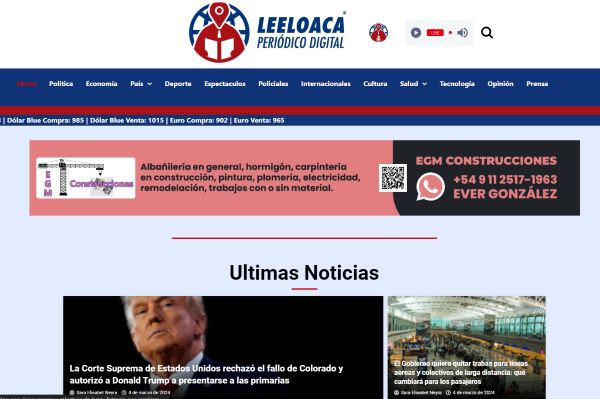 LEELOACA
PERIÓDICO DIGITAL
LIVE
Home Política Economía País Deporte Espectaculos Policiales Internacionales Cultura Salud Tecnología Opinión Prensa
| Dólar Blue Compra: 985 | Dólar Blue Venta: 1015 | Euro Compra: 902 | Euro Venta: 965
EGM
Construcciones
Albañilería en general, hormigón, carpintería
en construcción, pintura, plomería, electricidad,
remodelación, trabajos con o sin material.
EGM CONSTRUCCIONES
+54 9 11 2517-1963
EVER GONZÁLEZ
Ultimas Noticias
La Corte Suprema de Estados Unidos rechazó el fallo de Colorado y
autorizó a Donald Trump a presentarse a las primarias
Sara Elisabet Neyra 4 de marzo de 2024
El Gobierno quiere quitar trabas para líneas
aéreas y colectivos de larga distancia: qué
cambiará para los pasajeros
Sara Elisabet Neyra 4 de marzo de 2024